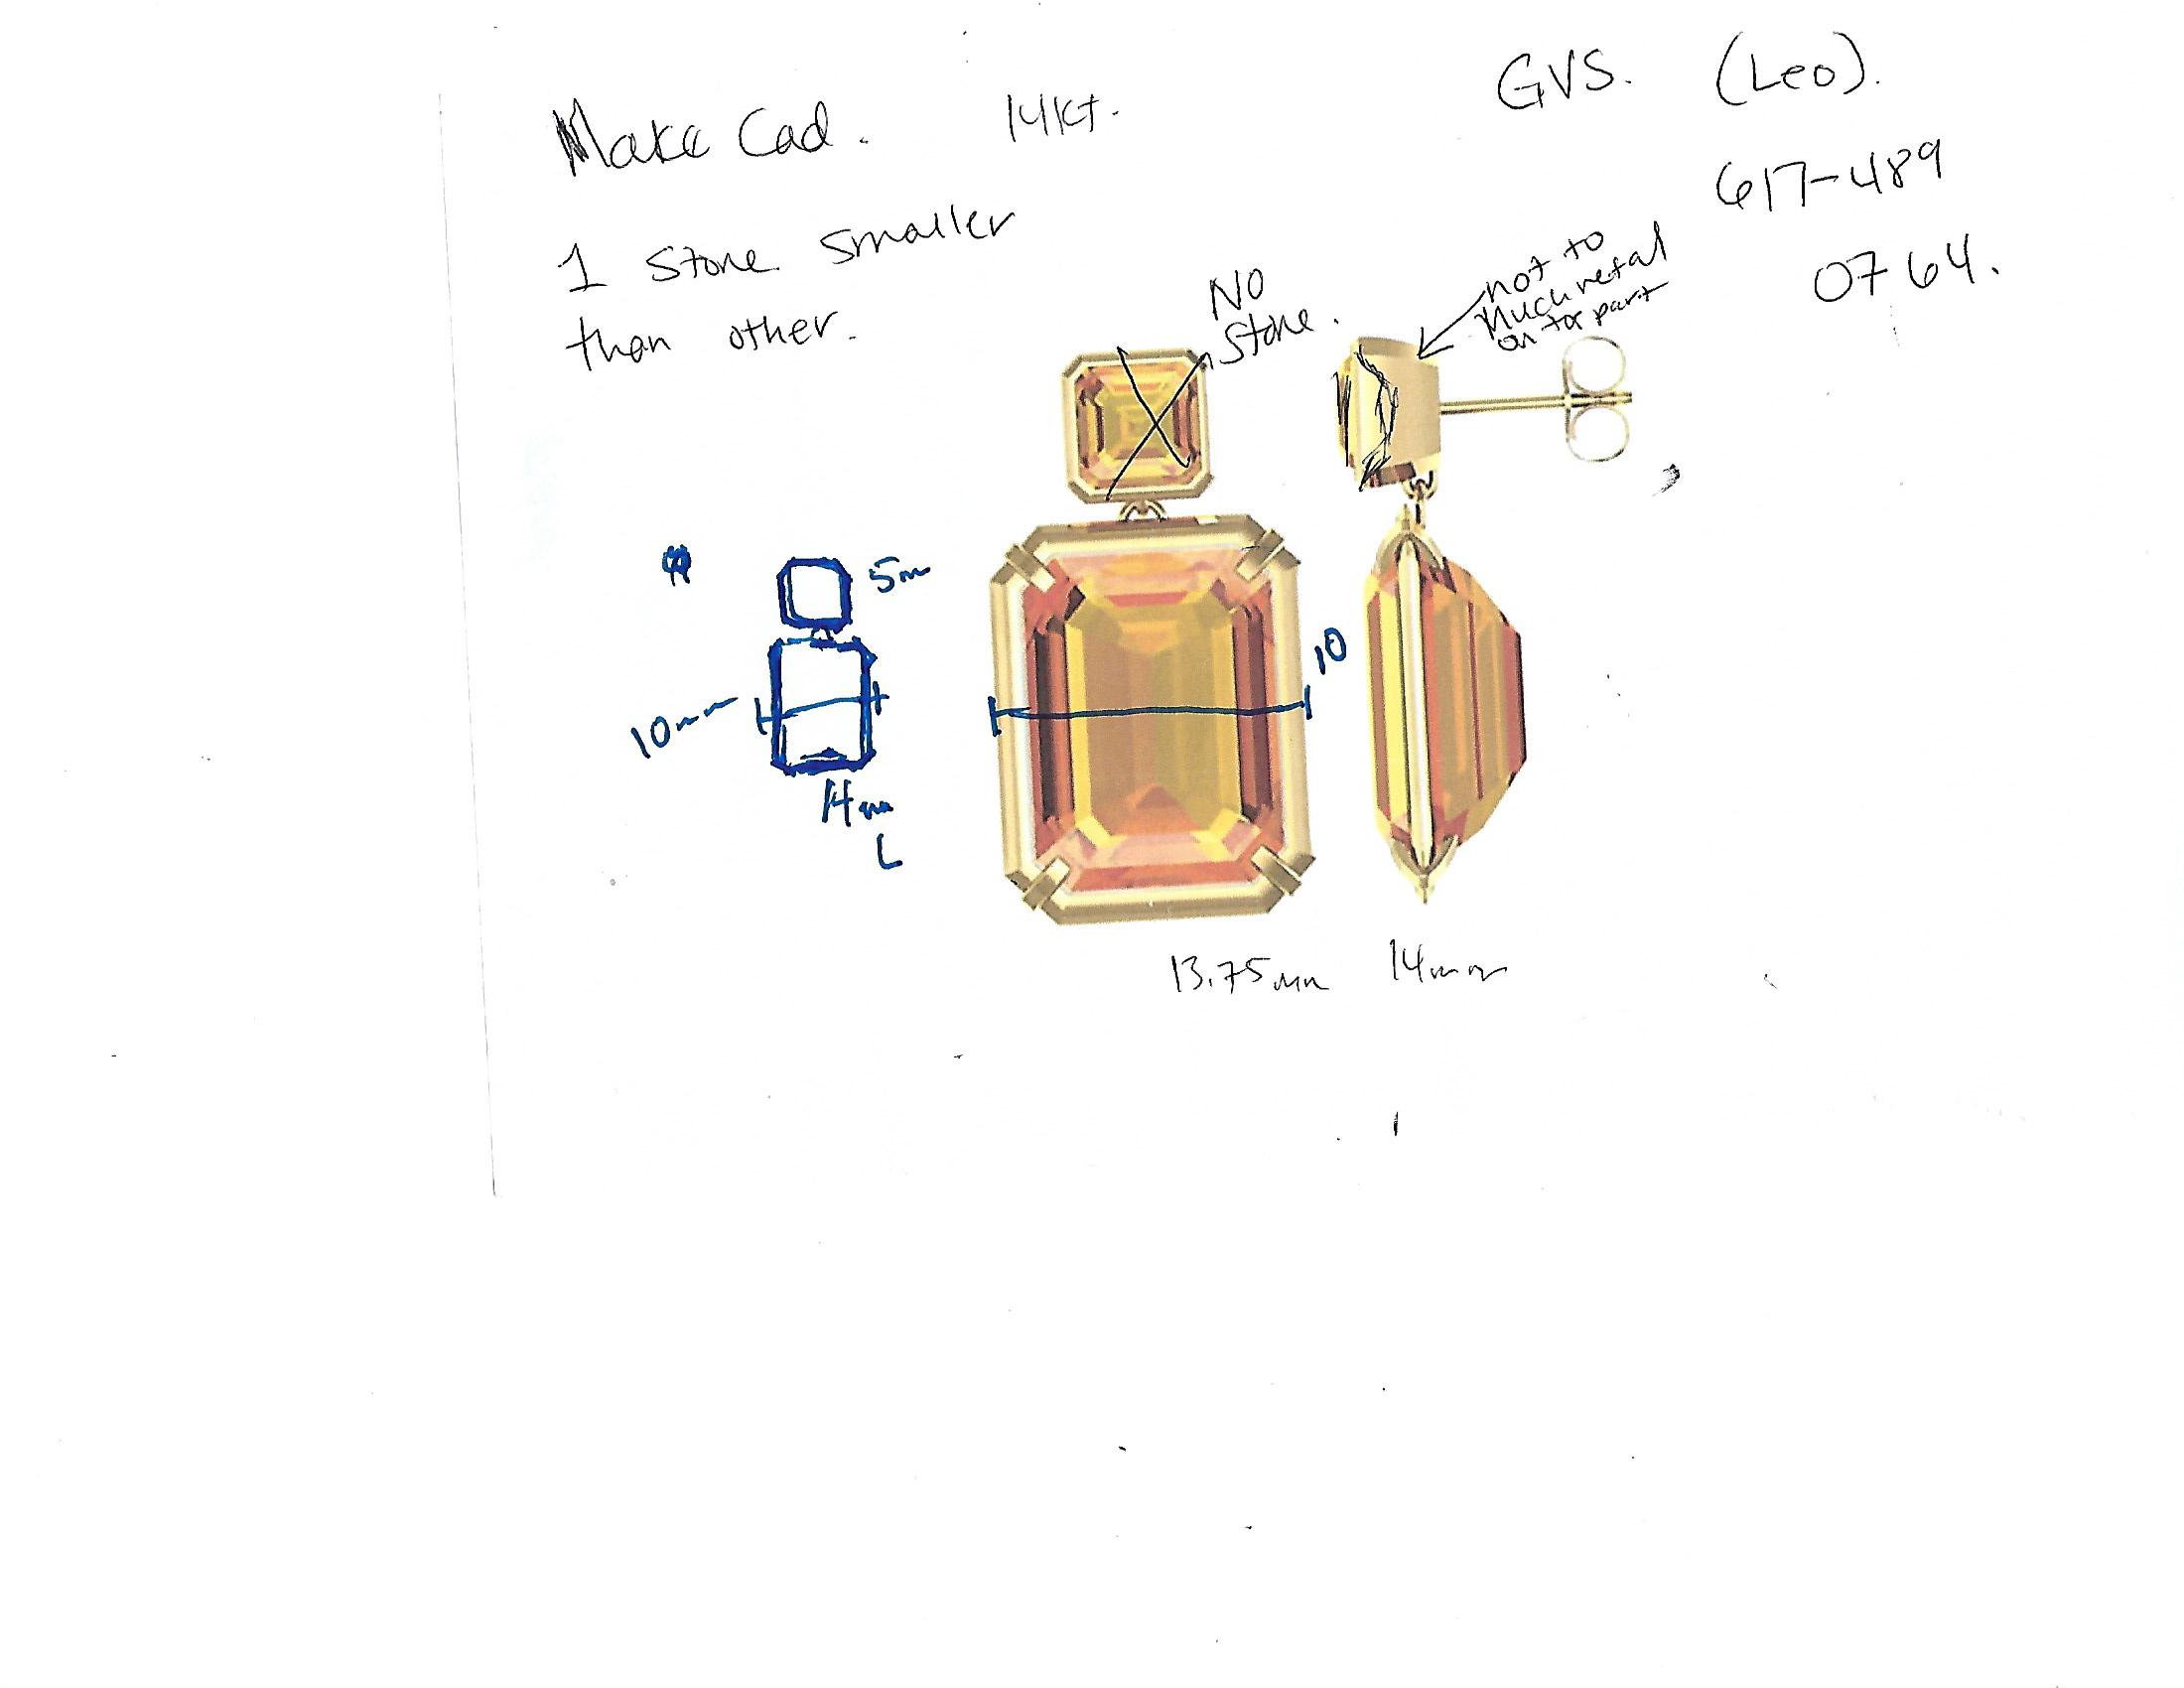 Make Cad. 14kt.
GVS. (Leo).
617-489
0764.
1 Stone Smaller
than other.
NO
Stone.
not to
Much metal
on top part
5m
10mm
10
14mm
L
13.75mm 14mm